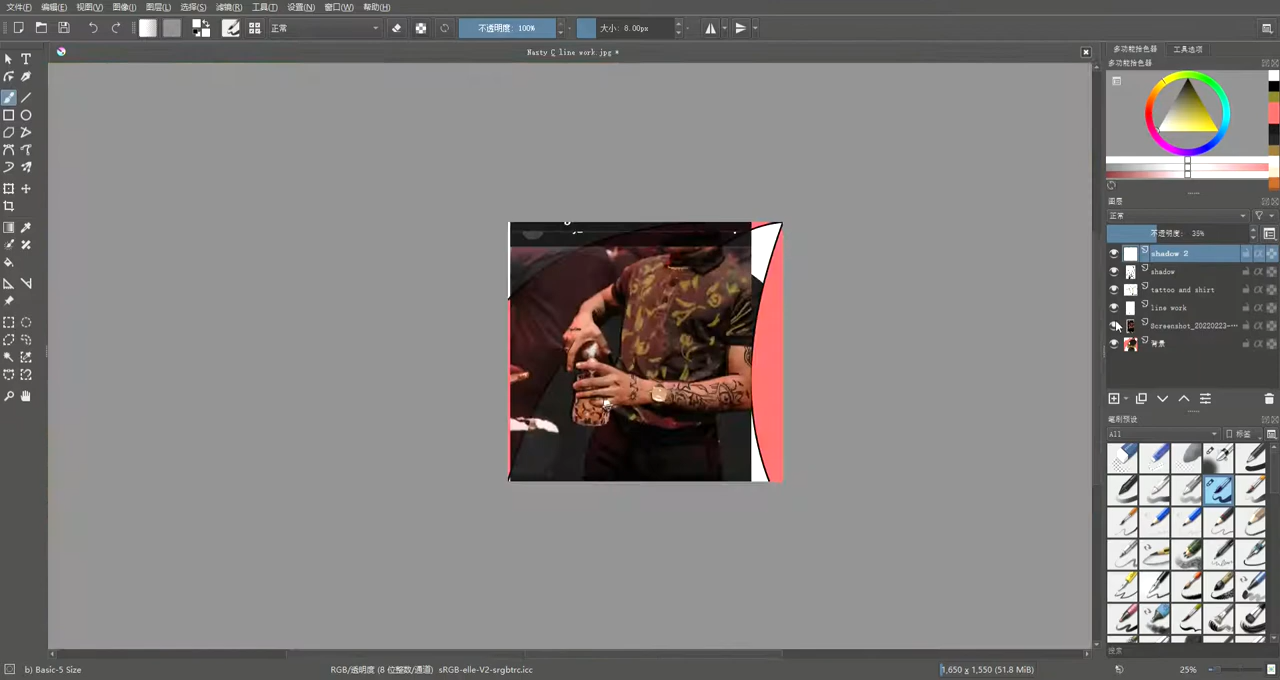 文件(F) 编辑(E) 视图(V) 图像(I) 图层(L) 选择(S) 滤镜(R) 工具(T) 设置(N) 窗口(W) 帮助(H)
正常 不透明度: 100% 大小: 8.00px
Nasty C line work.jpg *
多功能拾色器 工具选项
多功能拾色器
图层
正常
不透明度: 35%
shadow 2
shadow
tattoo and shirt
line work
Screenshot_20220223-···
背景
笔刷预设
All 标签
搜索
b) Basic-5 Size RGB/透明度 (8 位整数/通道) sRGB-elle-V2-srgbtrc.icc 1,650 x 1,550 (51.8 MiB) 25%